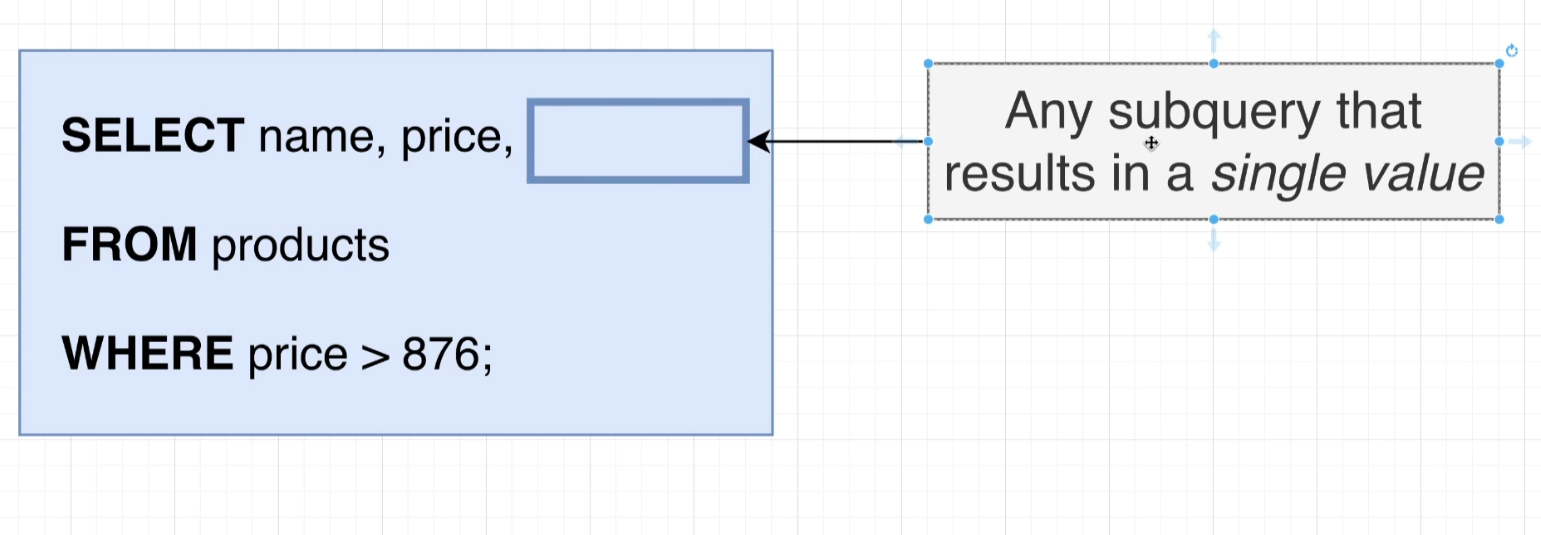 SELECT name, price,
FROM products
WHERE price > 876;
Any subquery that
results in a single value